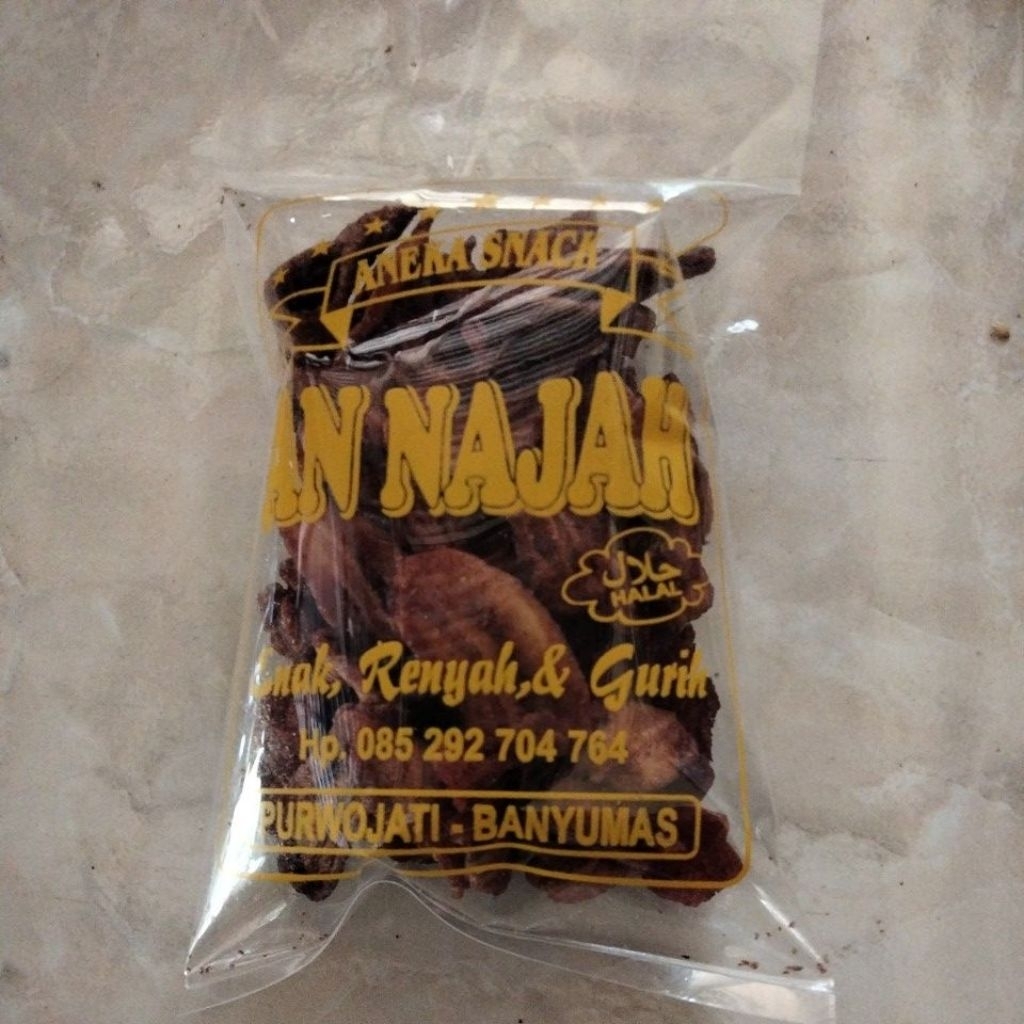 ANEKA SNACK
AN NAJAH
حلال
HALAL
Enak, Renyah,& Gurih
Hp. 085 292 704 764
PURWOJATI - BANYUMAS